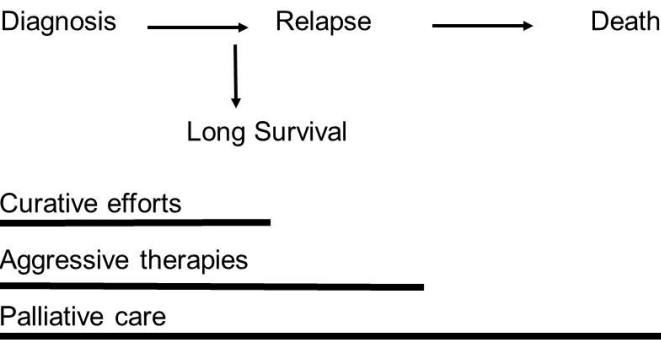 Diagnosis Relapse Death
Long Survival
Curative efforts
Aggressive therapies
Palliative care